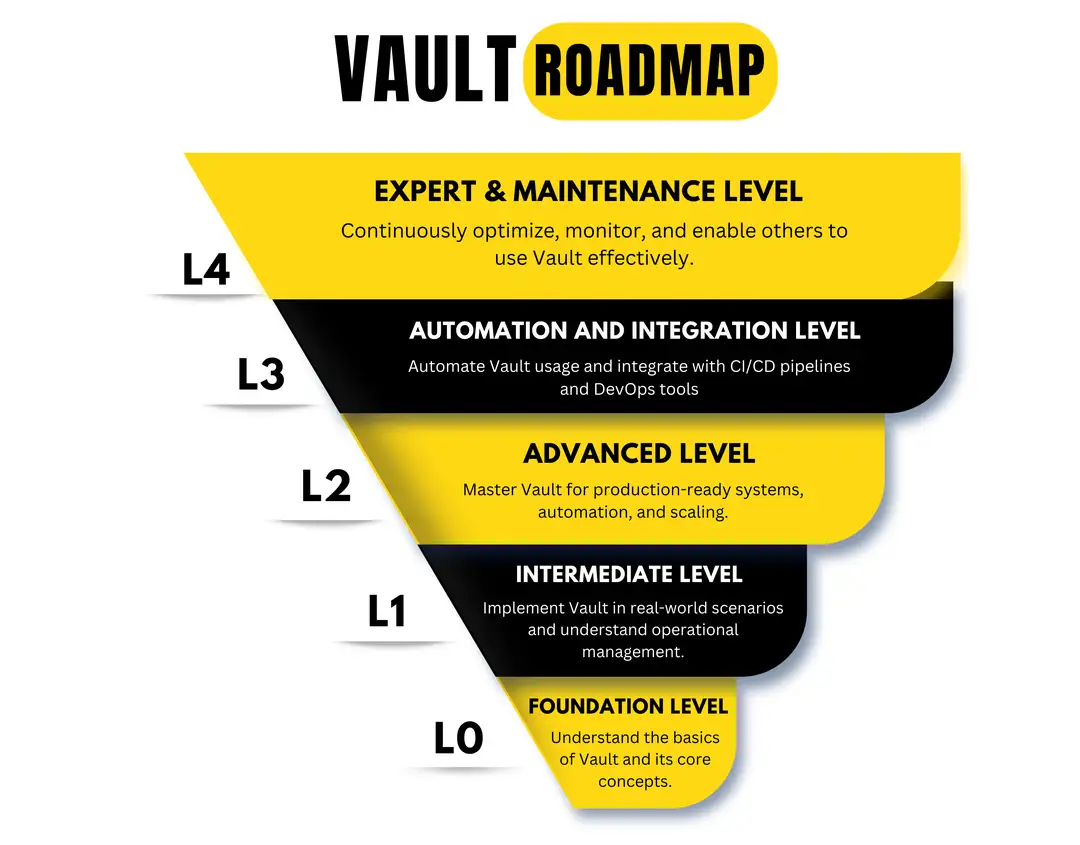 VAULT ROADMAP
EXPERT & MAINTENANCE LEVEL
Continuously optimize, monitor, and enable others to
use Vault effectively.
L4
AUTOMATION AND INTEGRATION LEVEL
Automate Vault usage and integrate with CI/CD pipelines
and DevOps tools
L3
ADVANCED LEVEL
Master Vault for production-ready systems,
automation, and scaling.
L2
INTERMEDIATE LEVEL
Implement Vault in real-world scenarios
and understand operational
management.
L1
FOUNDATION LEVEL
Understand the basics
of Vault and its core
concepts.
L0